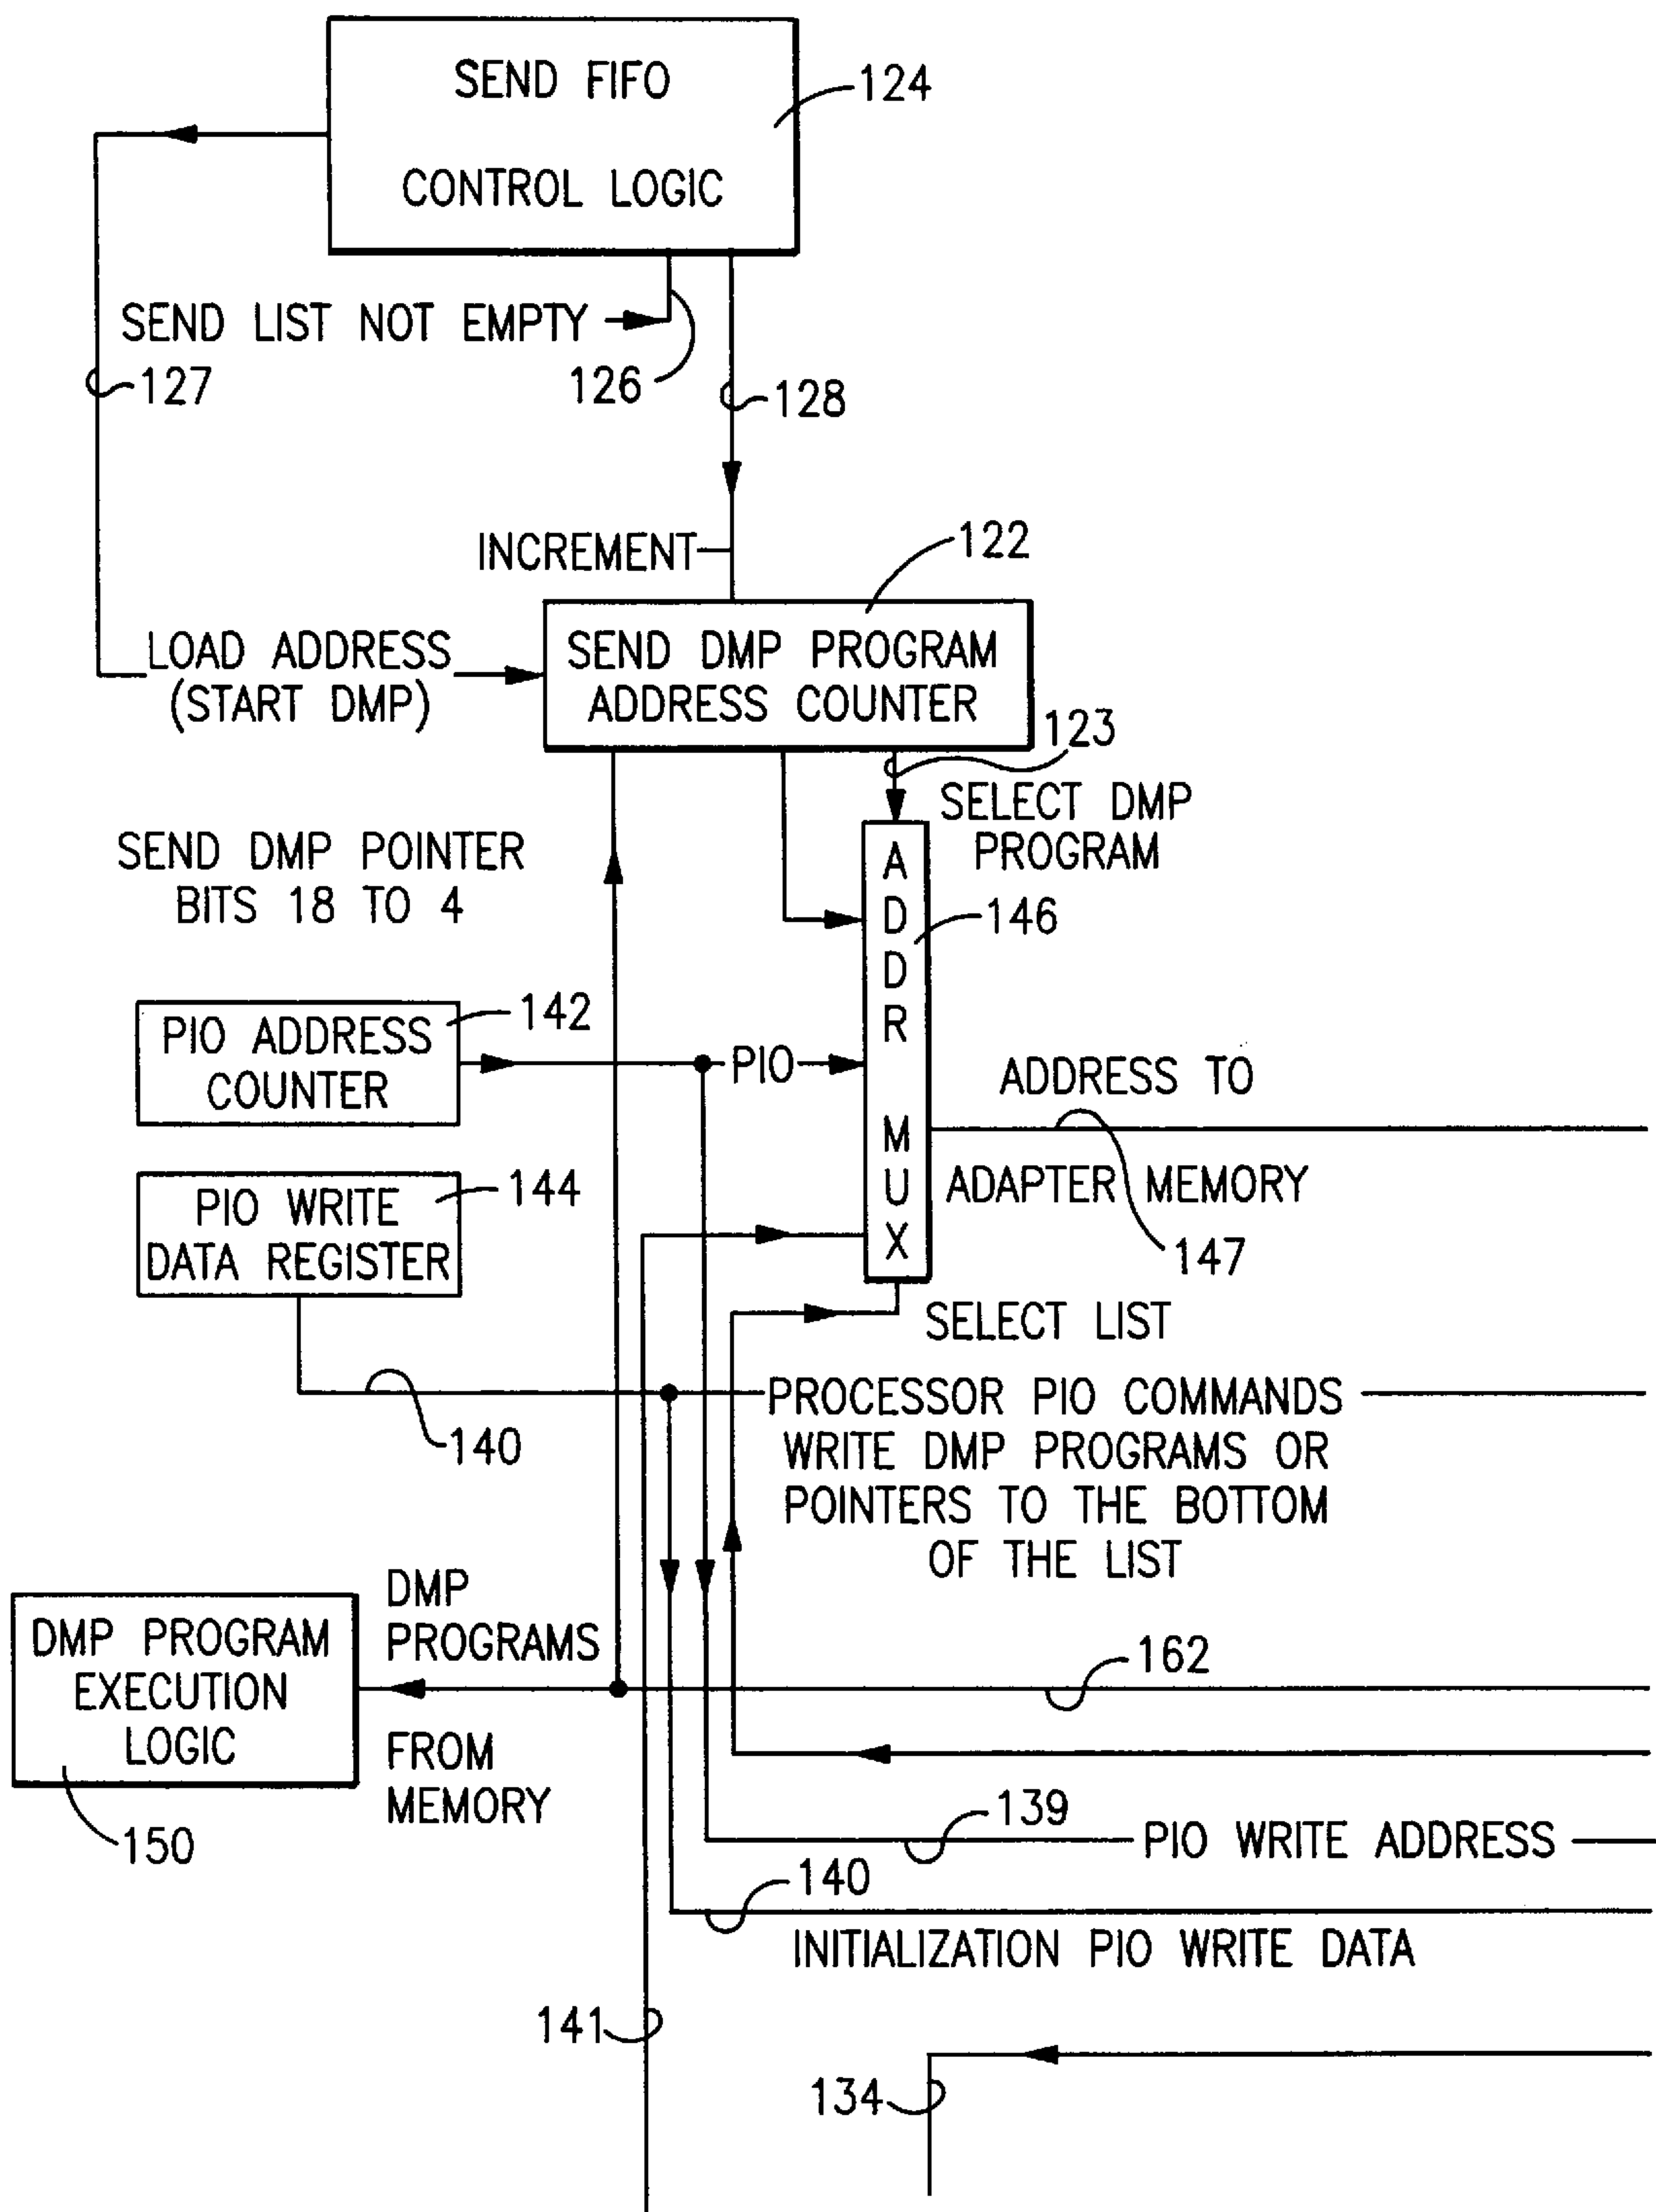 SEND FIFO
CONTROL LOGIC
124
SEND LIST NOT EMPTY
127
126
128
INCREMENT
122
LOAD ADDRESS
(START DMP)
SEND DMP PROGRAM
ADDRESS COUNTER
123
SELECT DMP
PROGRAM
SEND DMP POINTER
BITS 18 TO 4
ADDR MUX
146
PIO ADDRESS
COUNTER
142
PIO
ADDRESS TO
ADAPTER MEMORY
147
PIO WRITE
DATA REGISTER
144
SELECT LIST
140
PROCESSOR PIO COMMANDS
WRITE DMP PROGRAMS OR
POINTERS TO THE BOTTOM
OF THE LIST
DMP PROGRAM
EXECUTION
LOGIC
150
DMP
PROGRAMS
FROM
MEMORY
162
139
PIO WRITE ADDRESS
140
INITIALIZATION PIO WRITE DATA
141
134